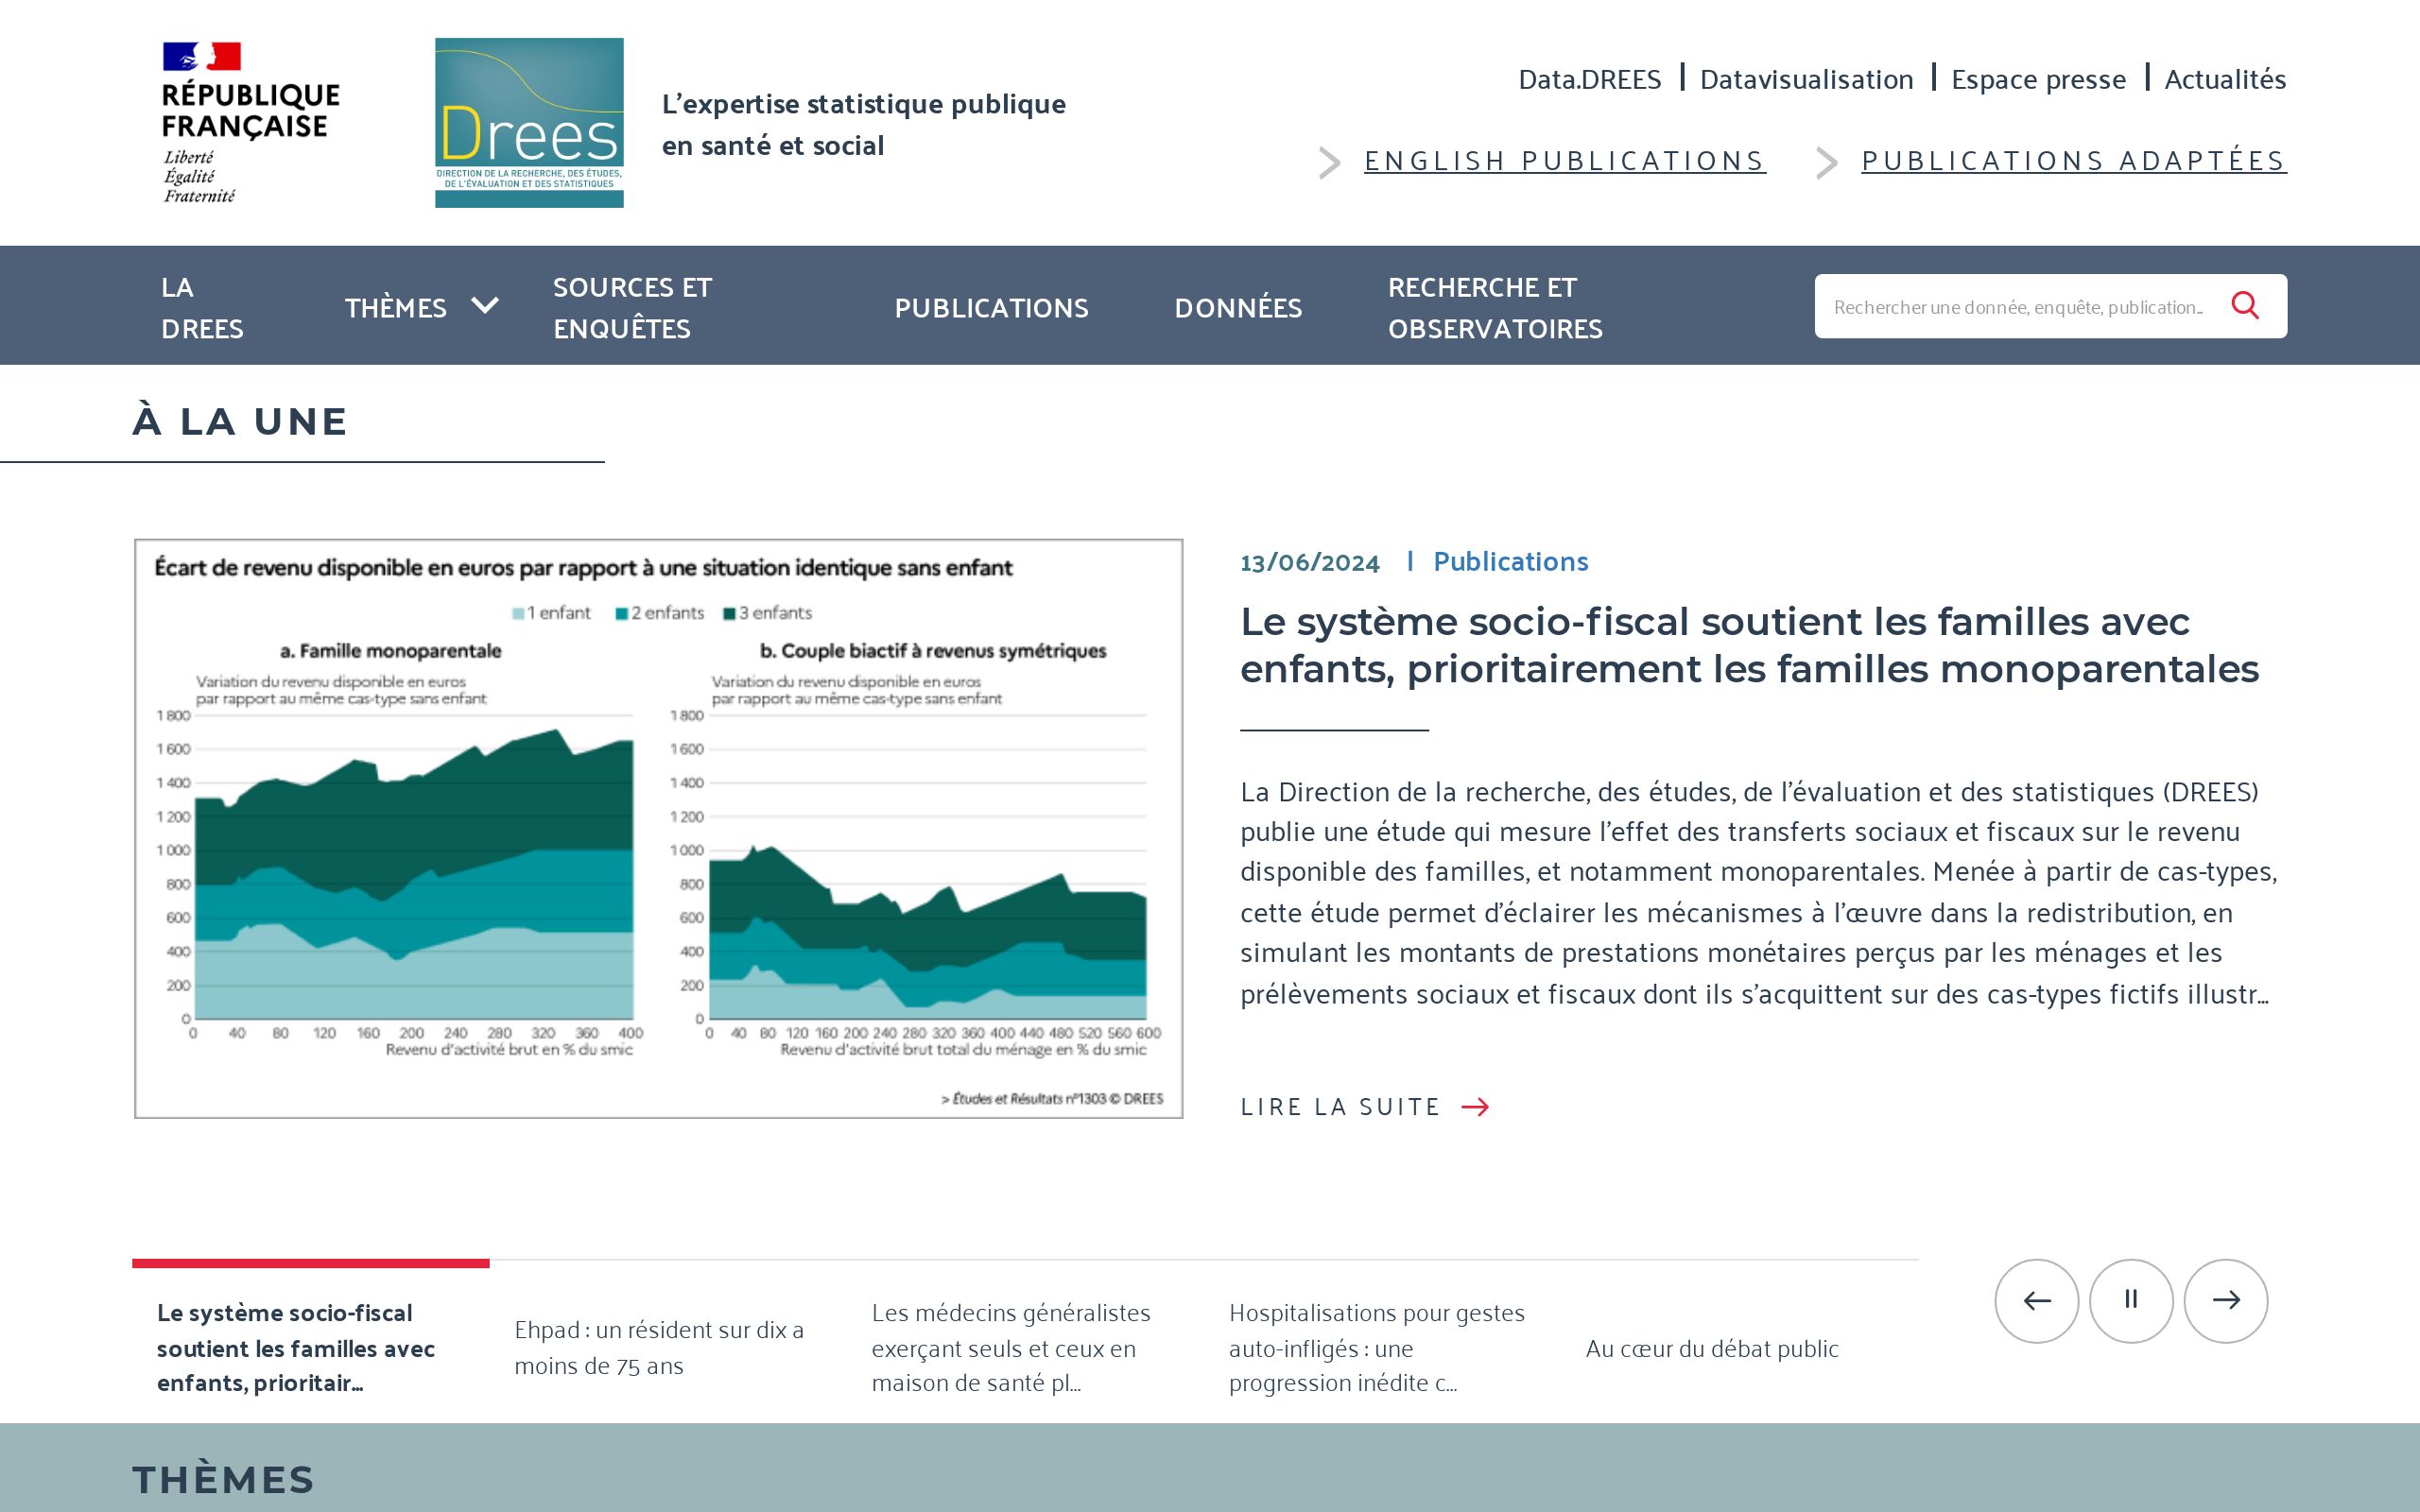 RÉPUBLIQUE
FRANÇAISE
Liberté
Égalité
Fraternité
Drees
DIRECTION DE LA RECHERCHE, DES ÉTUDES,
DE L'ÉVALUATION ET DES STATISTIQUES
L'expertise statistique publique
en santé et social
Data.DREES
Datavisualisation
Espace presse
Actualités
ENGLISH PUBLICATIONS
PUBLICATIONS ADAPTÉES
LA
DREES
THÈMES
SOURCES ET
ENQUÊTES
PUBLICATIONS
DONNÉES
RECHERCHE ET
OBSERVATOIRES
Rechercher une donnée, enquête, publication...
À LA UNE
Écart de revenu disponible en euros par rapport à une situation identique sans enfant
1 enfant 2 enfants 3 enfants
a. Famille monoparentale
Variation du revenu disponible en euros
par rapport au même cas-type sans enfant
1 800
1 600
1 400
1 200
1 000
800
600
400
200
0
0 40 80 120 160 200 240 280 320 360 400
Revenu d'activité brut en % du smic
b. Couple biactif à revenus symétriques
Variation du revenu disponible en euros
par rapport au même cas-type sans enfant
1 800
1 600
1 400
1 200
1 000
800
600
400
200
0
0 40 80 120 160 200 240 280 320 360 400 440 480 520 560 600
Revenu d'activité brut total du ménage en % du smic
> Études et Résultats n°1303 © DREES
13/06/2024 | Publications
Le système socio-fiscal soutient les familles avec
enfants, prioritairement les familles monoparentales
La Direction de la recherche, des études, de l'évaluation et des statistiques (DREES)
publie une étude qui mesure l'effet des transferts sociaux et fiscaux sur le revenu
disponible des familles, et notamment monoparentales. Menée à partir de cas-types,
cette étude permet d'éclairer les mécanismes à l'œuvre dans la redistribution, en
simulant les montants de prestations monétaires perçus par les ménages et les
prélèvements sociaux et fiscaux dont ils s'acquittent sur des cas-types fictifs illustr...
LIRE LA SUITE
Le système socio-fiscal
soutient les familles avec
enfants, prioritair...
Ehpad : un résident sur dix a
moins de 75 ans
Les médecins généralistes
exerçant seuls et ceux en
maison de santé pl...
Hospitalisations pour gestes
auto-infligés : une
progression inédite c...
Au cœur du débat public
THÈMES